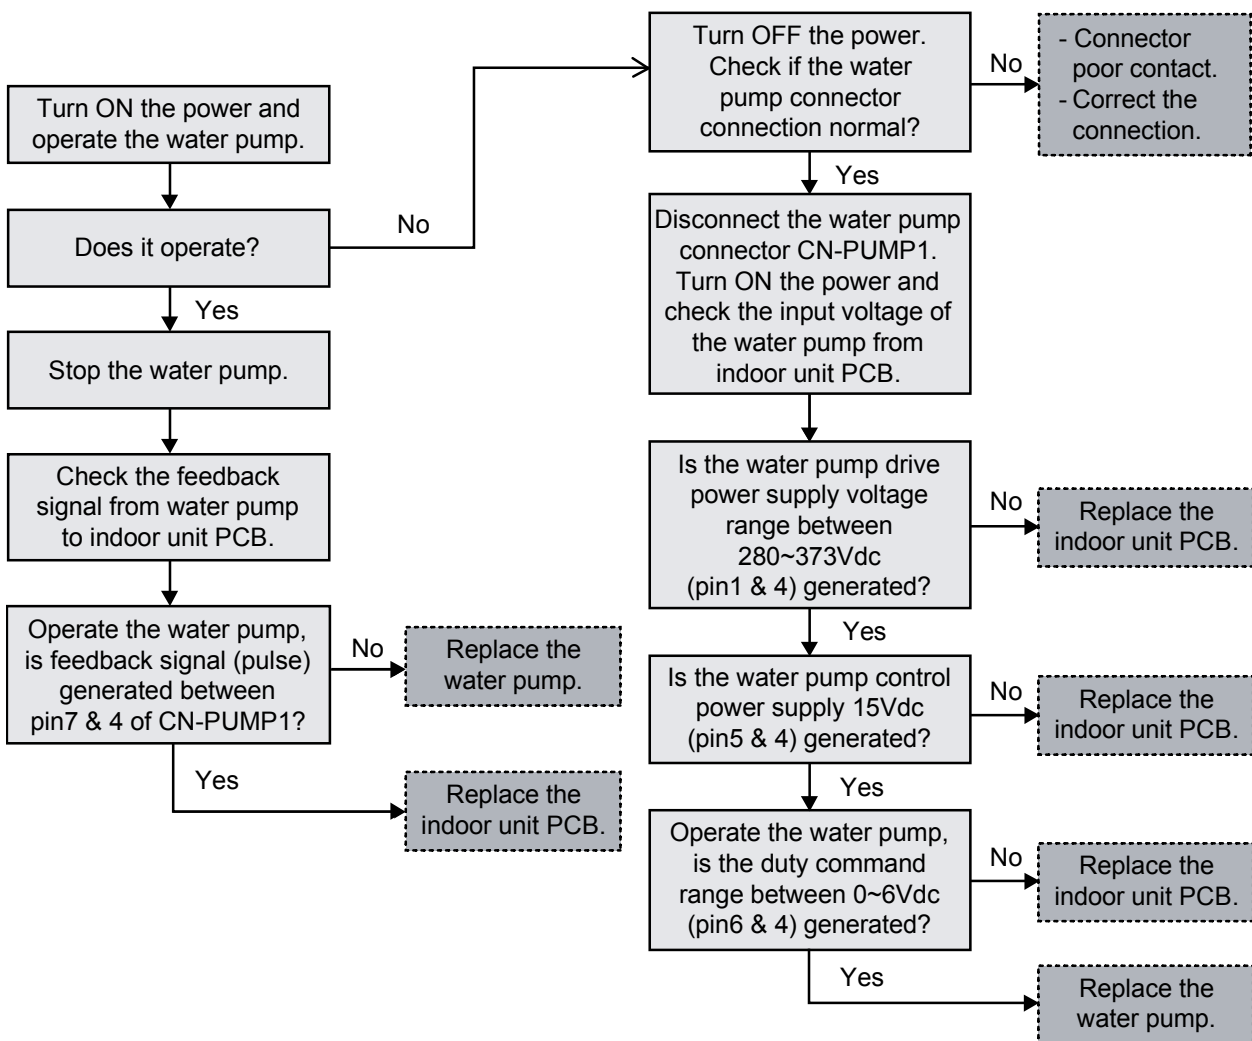 Turn ON the power and
operate the water pump.
Does it operate?
No
Yes
Stop the water pump.
Check the feedback
signal from water pump
to indoor unit PCB.
Operate the water pump,
is feedback signal (pulse)
generated between
pin7 & 4 of CN-PUMP1?
No
Replace the
water pump.
Yes
Replace the
indoor unit PCB.
Turn OFF the power.
Check if the water
pump connector
connection normal?
No
- Connector
poor contact.
- Correct the
connection.
Yes
Disconnect the water pump
connector CN-PUMP1.
Turn ON the power and
check the input voltage of
the water pump from
indoor unit PCB.
Is the water pump drive
power supply voltage
range between
280~373Vdc
(pin1 & 4) generated?
No
Replace the
indoor unit PCB.
Yes
Is the water pump control
power supply 15Vdc
(pin5 & 4) generated?
No
Replace the
indoor unit PCB.
Yes
Operate the water pump,
is the duty command
range between 0~6Vdc
(pin6 & 4) generated?
No
Replace the
indoor unit PCB.
Yes
Replace the
water pump.